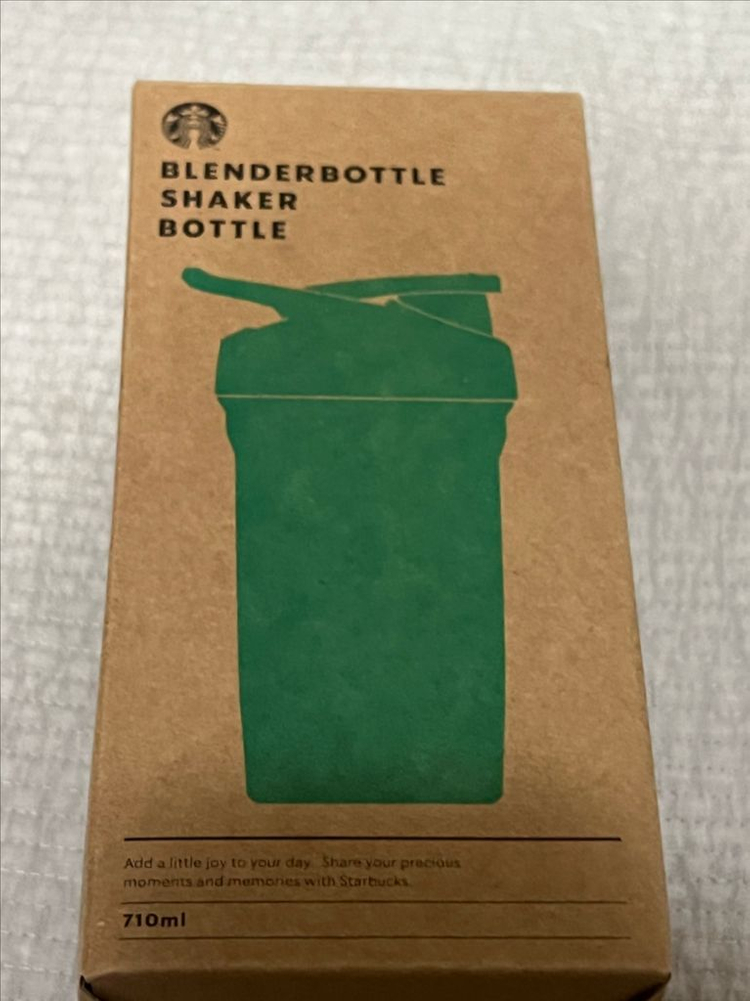 BLENDERBOTTLE
SHAKER
BOTTLE
Add a little joy to your day. Share your precious
moments and memories with Starbucks.
710ml